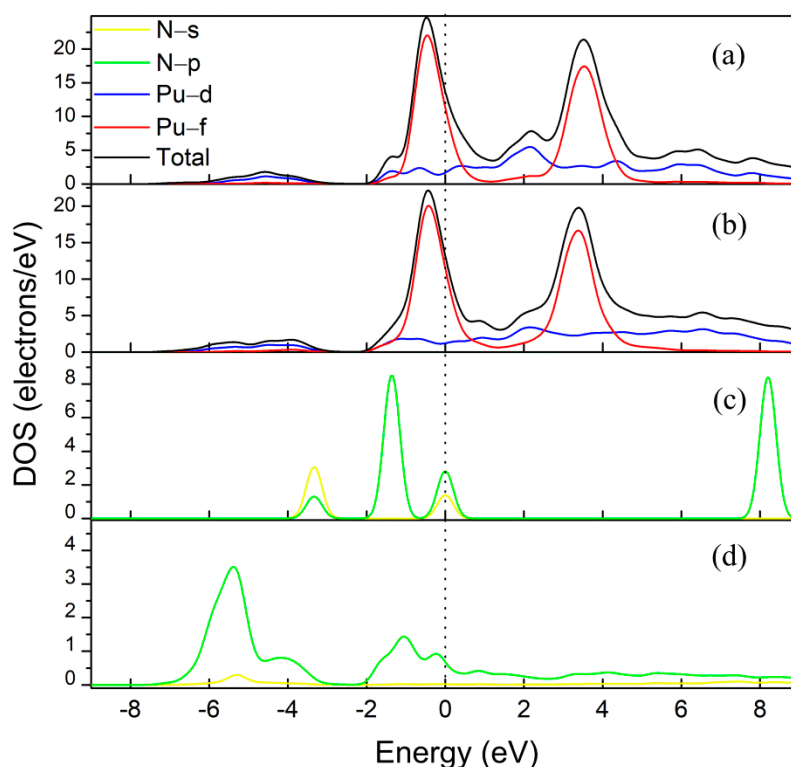 N–s
N–p
Pu–d
Pu–f
Total
(a)
20
15
10
5
0
(b)
20
15
10
5
0
(c)
8
6
4
2
0
(d)
4
3
2
1
0
-8 -6 -4 -2 0 2 4 6 8
Energy (eV)
DOS (electrons/eV)